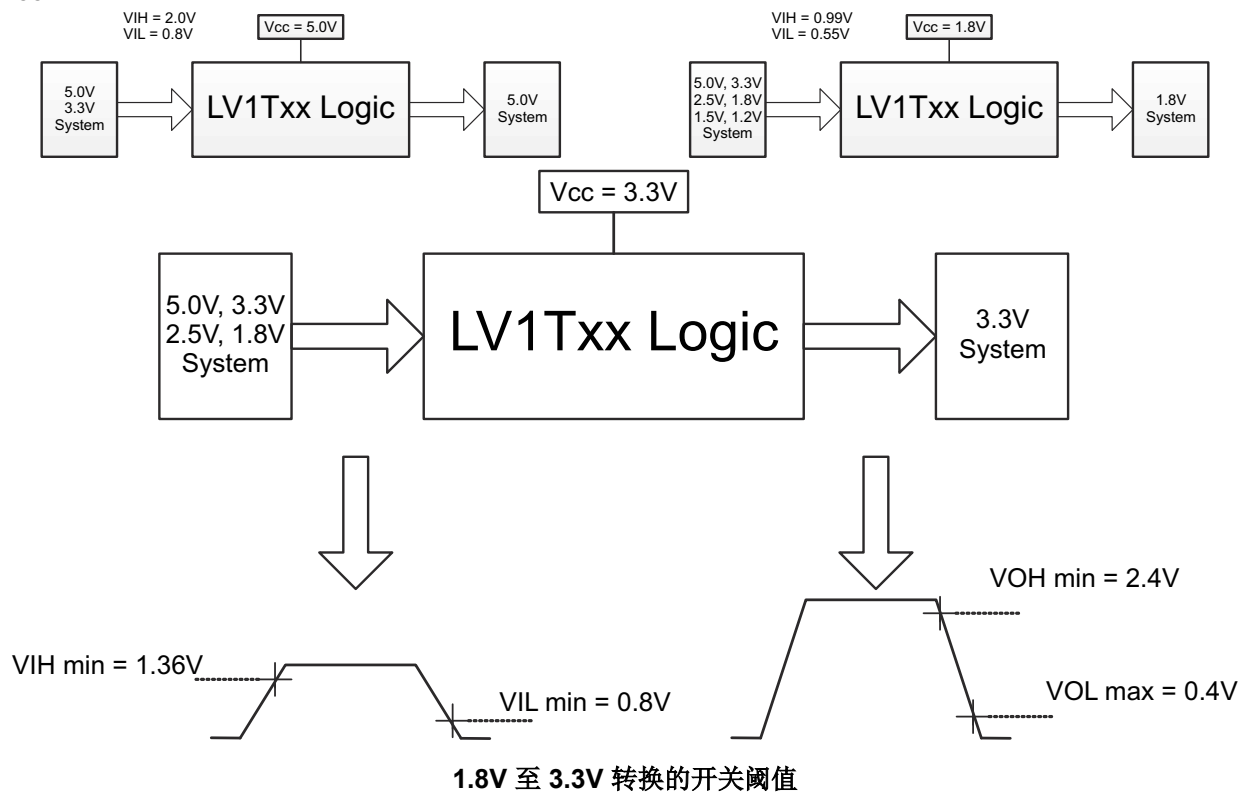 VIH = 2.0V
VIL = 0.8V
Vcc = 5.0V
5.0V
3.3V
System
LV1Txx Logic
5.0V
System
VIH = 0.99V
VIL = 0.55V
Vcc = 1.8V
5.0V, 3.3V
2.5V, 1.8V
1.5V, 1.2V
System
LV1Txx Logic
1.8V
System
Vcc = 3.3V
5.0V, 3.3V
2.5V, 1.8V
System
LV1Txx Logic
3.3V
System
VIH min = 1.36V
VIL min = 0.8V
VOH min = 2.4V
VOL max = 0.4V
1.8V 至 3.3V 转换的开关阈值